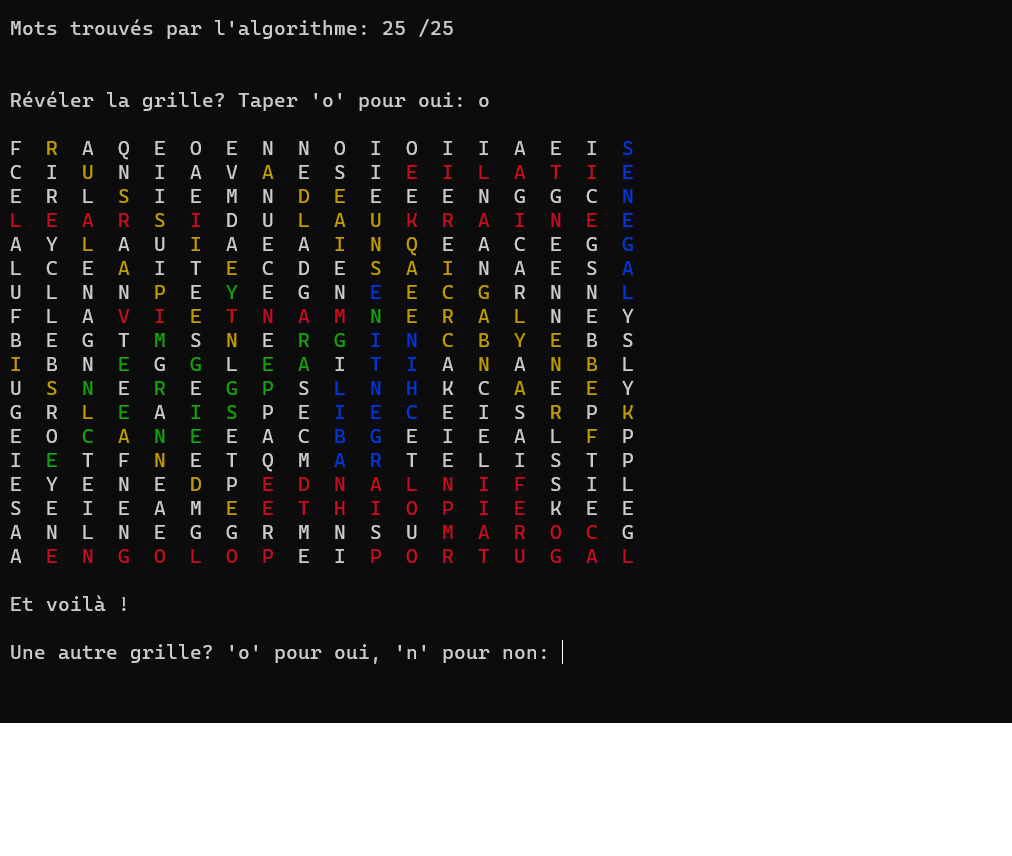 Mots trouvés par l'algorithme: 25 /25
Révéler la grille? Taper 'o' pour oui: o
F R A Q E O E N N O I O I I A E I S
C I U N I A V A E S I E I L A T I E
E R L S I E M N D E E E E N G G C N
L E A R S I D U L A U K R A I N E E
A Y L A U I A E A I N Q E A C E G G
L C E A I T E C D E S A I N A E S A
U L N N P E Y E G N E E C G R N N L
F L A V I E T N A M N E R A L N E Y
B E G T M S N E R G I N C B Y E B S
I B N E G G L E A I T I A N A N B L
U S N E R E G P S L N H K C A E E Y
G R L E A I S P E I E C E I S R P K
E O C A N E E A C B G E I E A L F P
I E T F N E T Q M A R T E L I S T P
E Y E N E D P E D N A L N I F S I L
S E I E A M E E T H I O P I E K E E
A N L N E G G R M N S U M A R O C G
A E N G O L O P E I P O R T U G A L
Et voilà !
Une autre grille? 'o' pour oui, 'n' pour non: